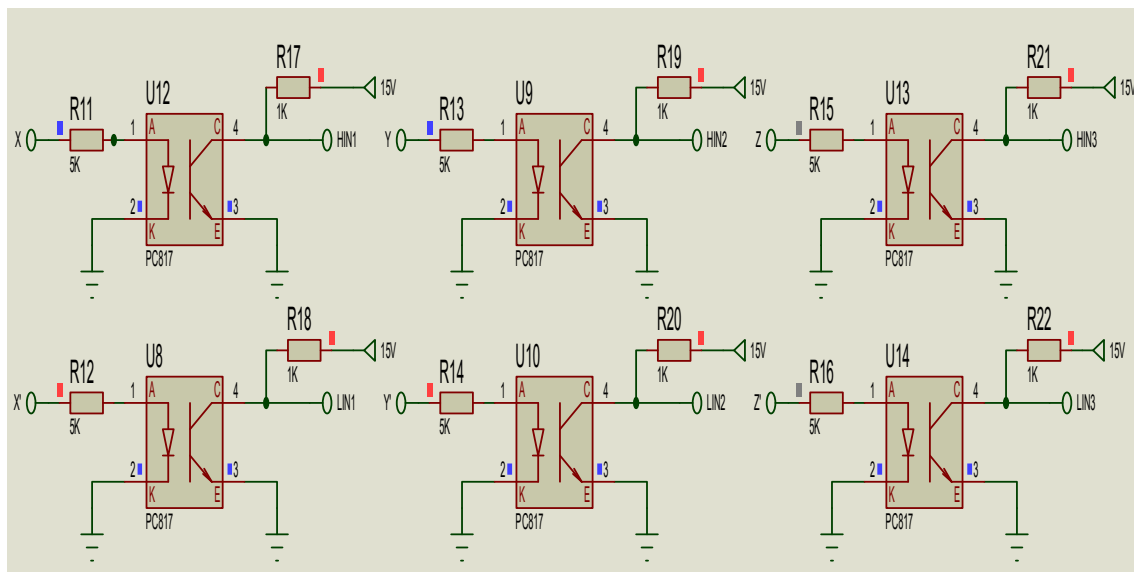 R17
15V
1K
R11
U12
X
5K
1
A
C
4
HIN1
2
K
E
3
PC817
R19
15V
1K
R13
U9
Y
5K
1
A
C
4
HIN2
2
K
E
3
PC817
R21
15V
1K
R15
U13
Z
5K
1
A
C
4
HIN3
2
K
E
3
PC817
R18
15V
1K
R12
U8
X'
5K
1
A
C
4
LIN1
2
K
E
3
PC817
R20
15V
1K
R14
U10
Y'
5K
1
A
C
4
LIN2
2
K
E
3
PC817
R22
15V
1K
R16
U14
Z'
5K
1
A
C
4
LIN3
2
K
E
3
PC817